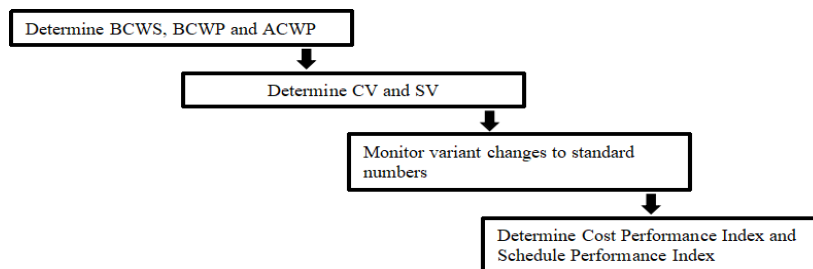 Determine BCWS, BCWP and ACWP
Determine CV and SV
Monitor variant changes to standard
numbers
Determine Cost Performance Index and
Schedule Performance Index